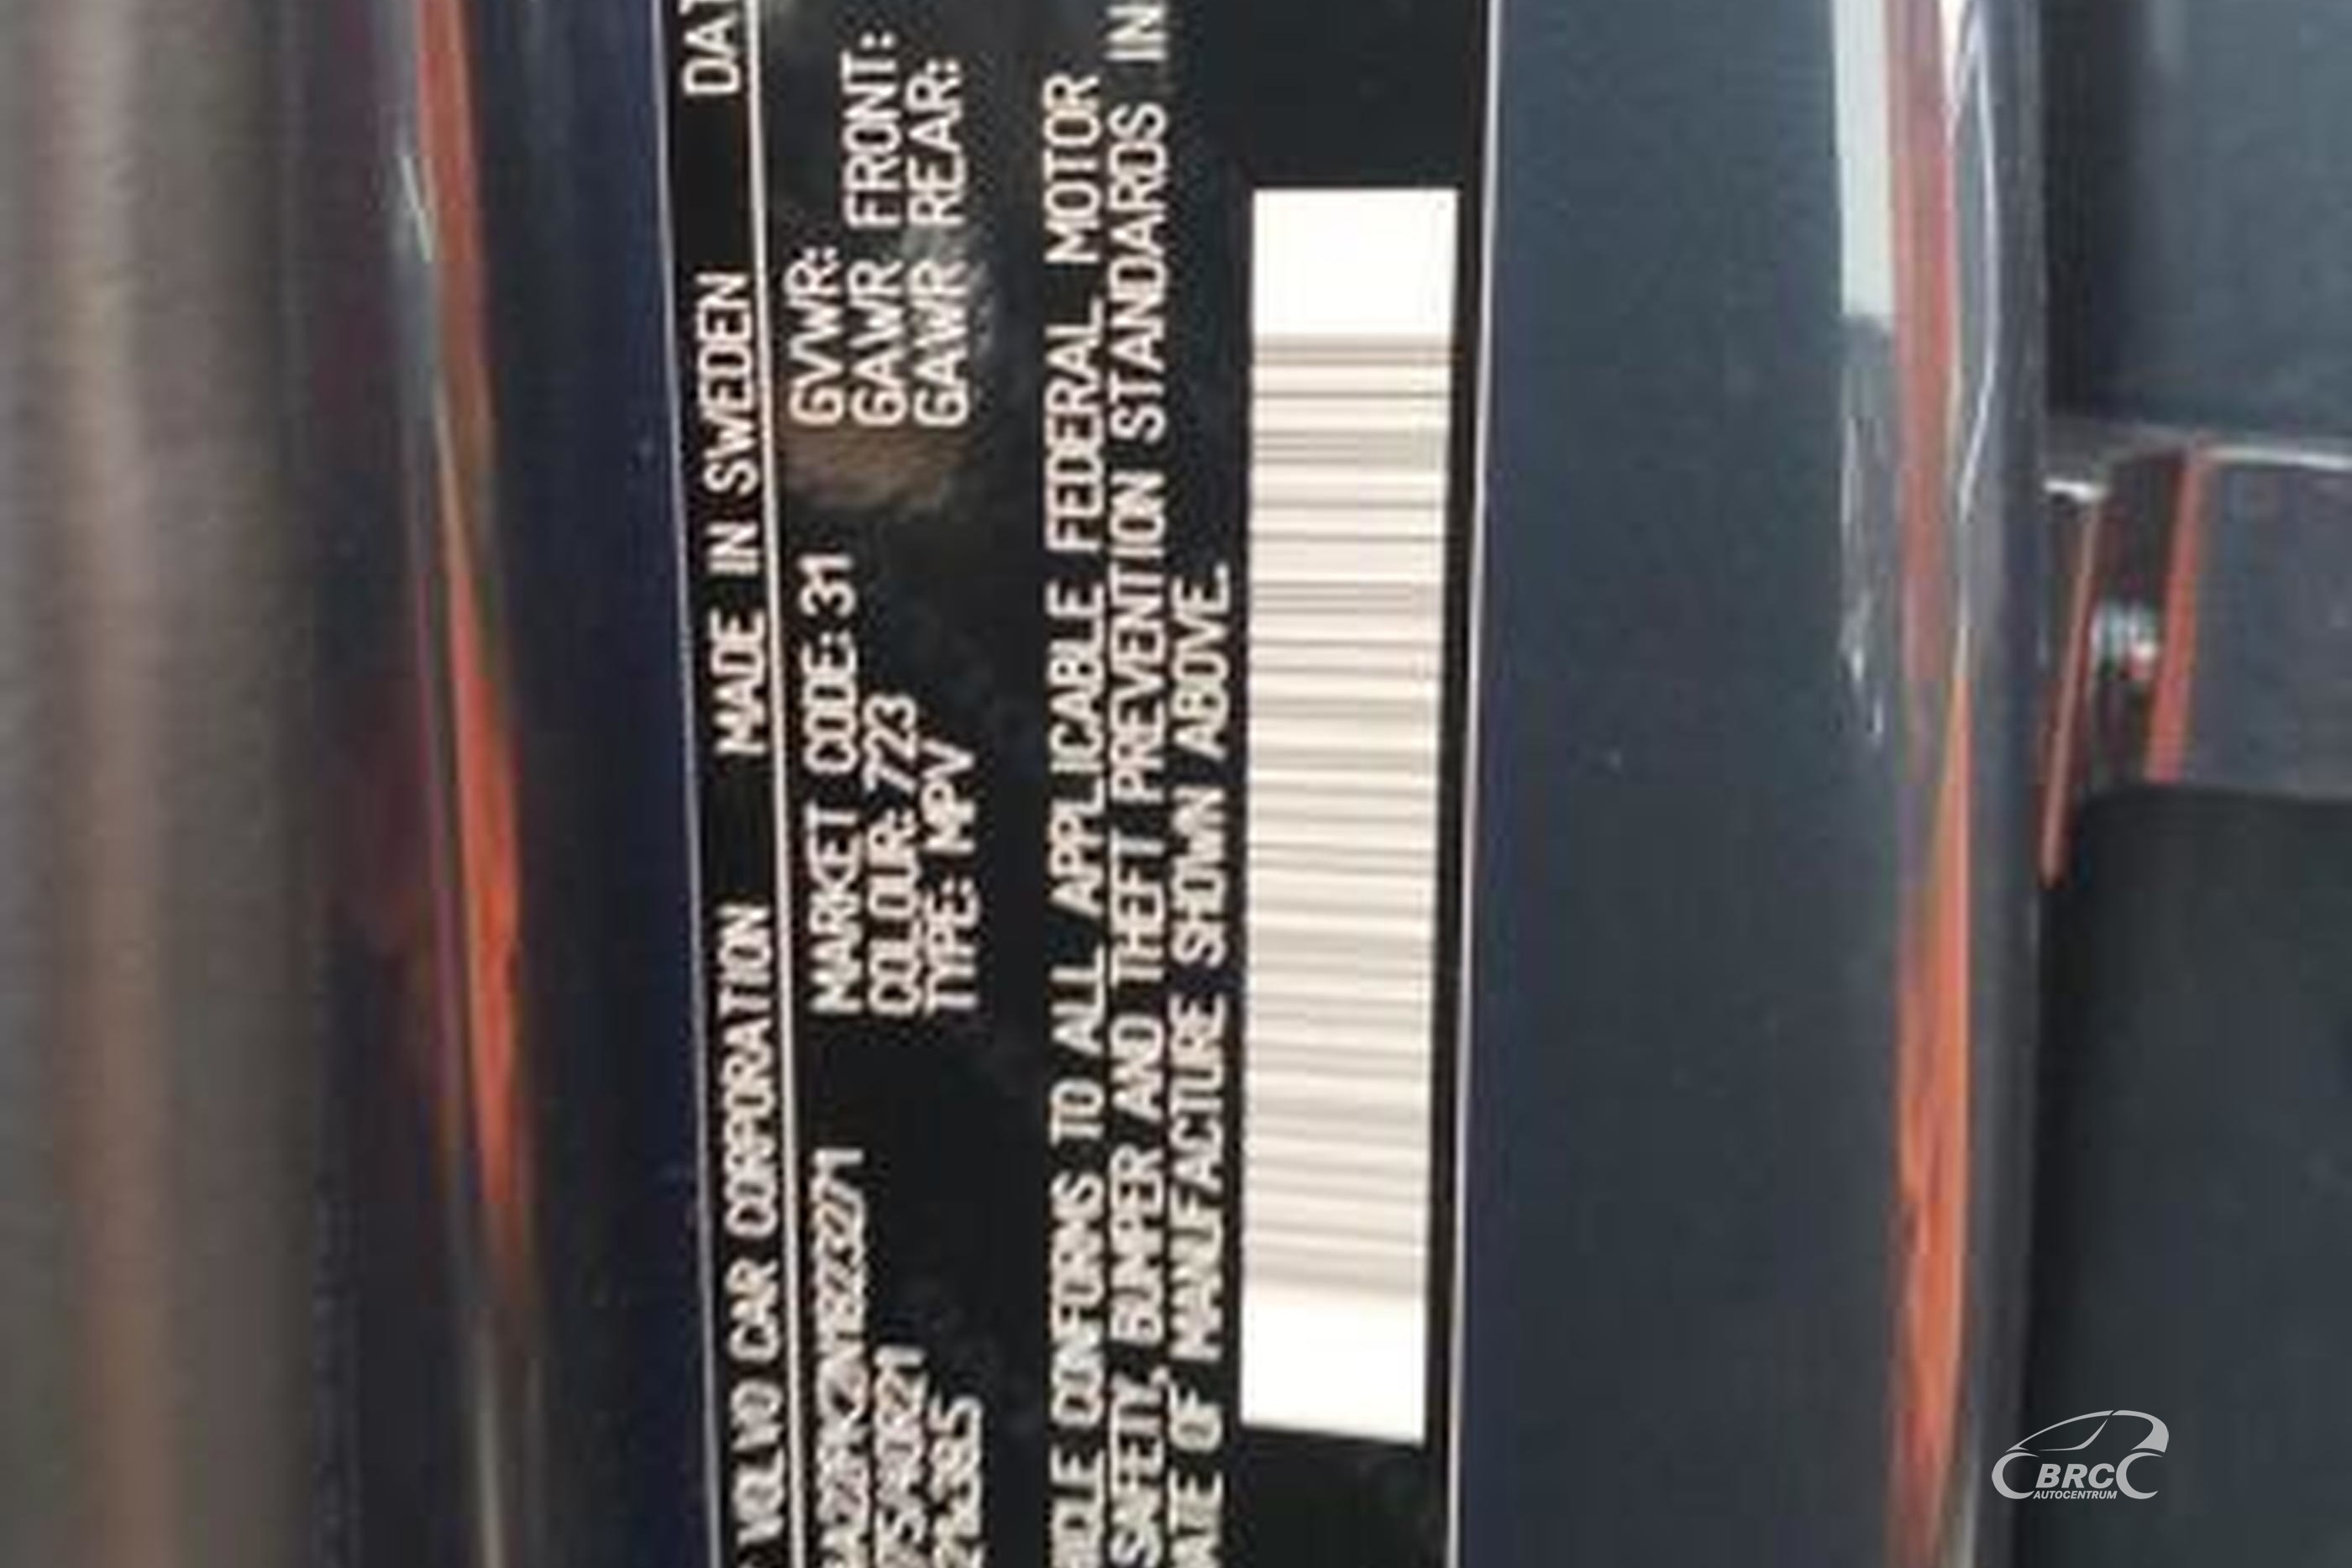 VOLVO CAR CORPORATION MADE IN SWEDEN DAT
MARKET CODE: 31 GVWR:
COLOUR: 723 GAWR FRONT:
TYPE: MPV GAWR REAR:
CONFORMS TO ALL APPLICABLE FEDERAL MOTOR
SAFETY, BUMPER AND THEFT PREVENTION STANDARDS IN
OF MANUFACTURE SHOWN ABOVE.
BRC
AUTOCENTRUM